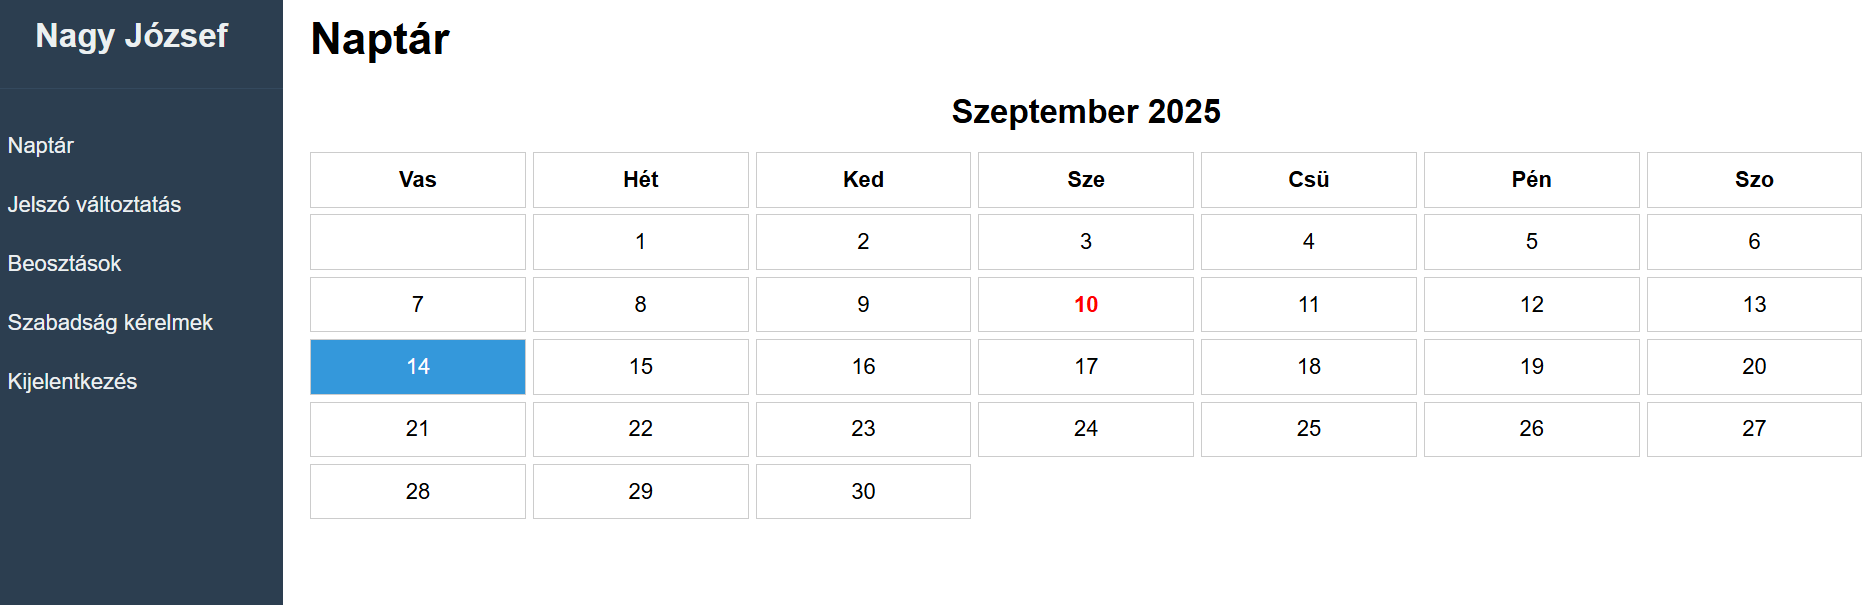 Nagy József
Naptár
Jelszó változtatás
Beosztások
Szabadság kérelmek
Kijelentkezés
Naptár
Szeptember 2025
Vas Hét Ked Sze Csü Pén Szo
1 2 3 4 5 6
7 8 9 10 11 12 13
14 15 16 17 18 19 20
21 22 23 24 25 26 27
28 29 30